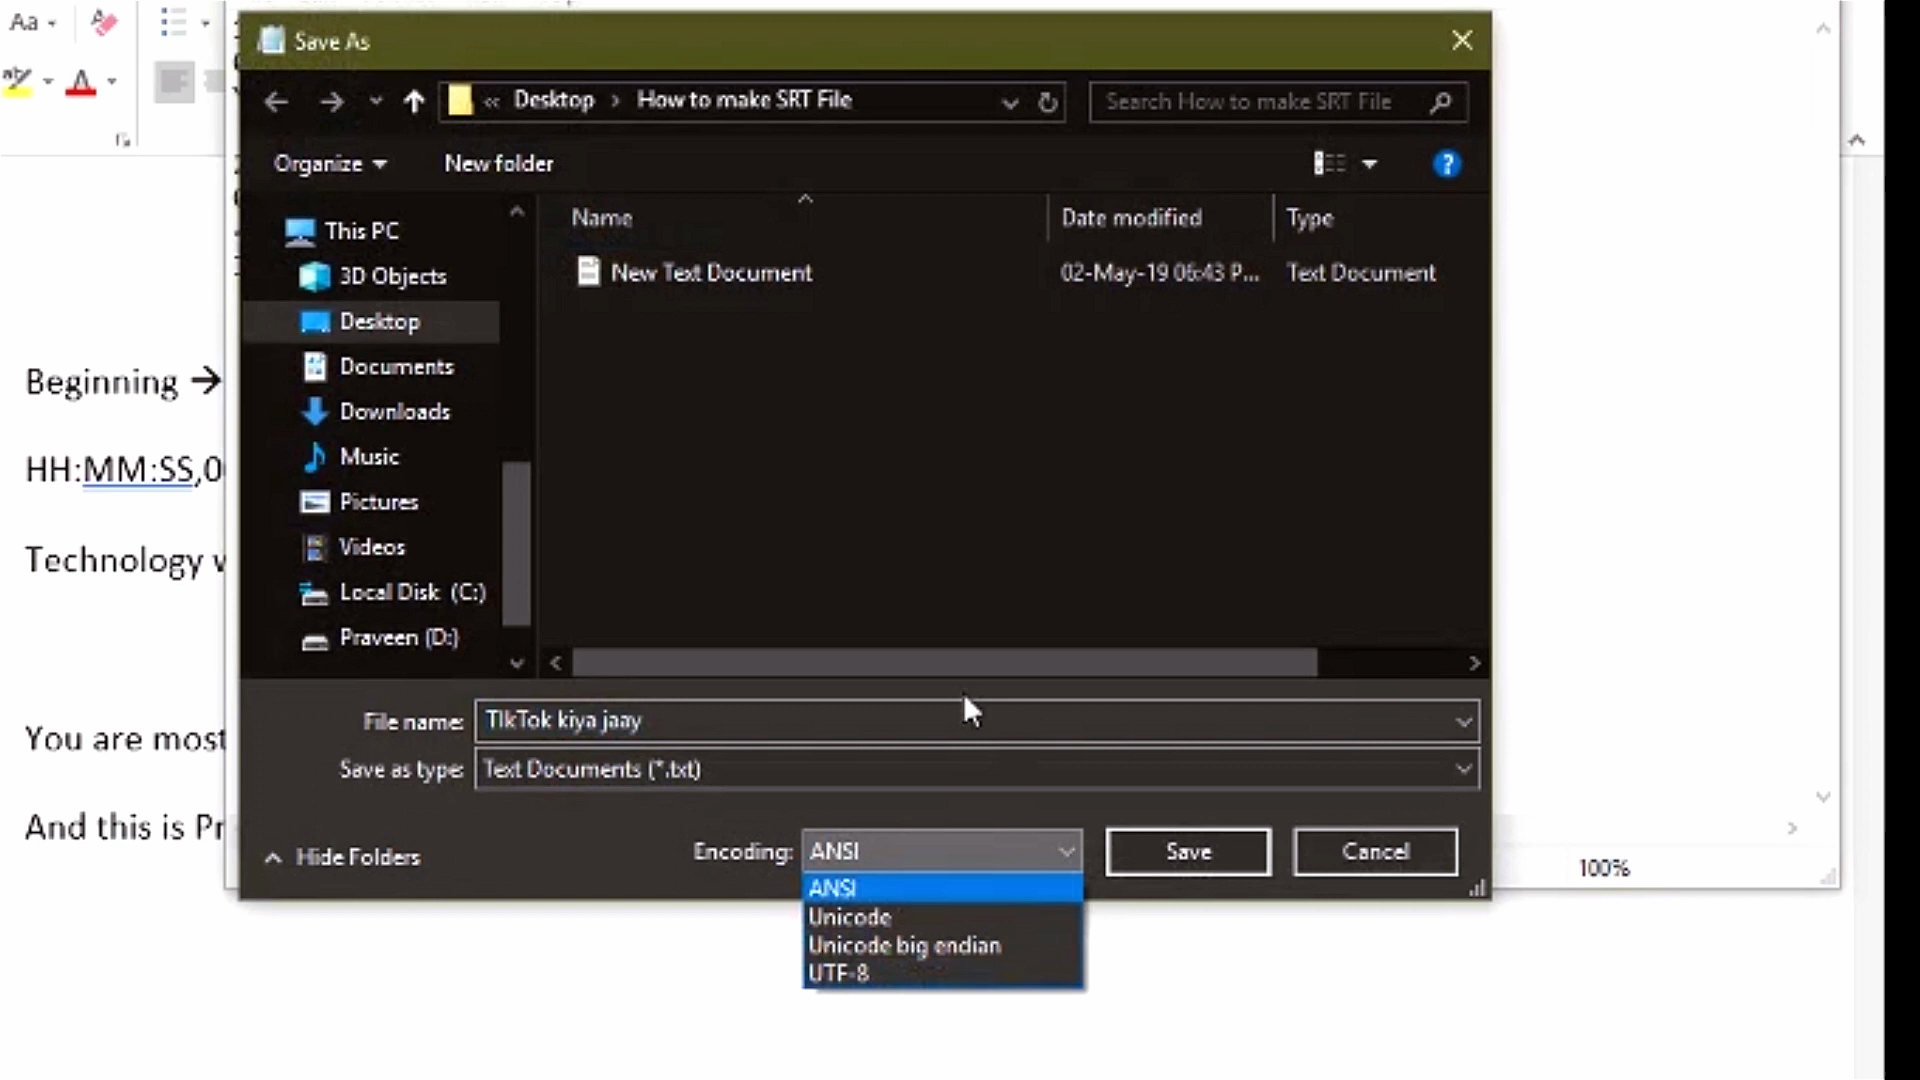 Aa
Save As
Desktop
How to make SRT File
Search How to make SRT File
Organize
New folder
Name
Date modified
Type
This PC
3D Objects
Desktop
Documents
Downloads
Music
Pictures
Videos
Local Disk (C:)
Praveen (D:)
New Text Document
02-May-19 06:43 P...
Text Document
Beginning →
HH:MM:SS,0
Technology
You are most
And this is Pr
File name:
TIkTok kiya jaay
Save as type:
Text Documents (*.txt)
Hide Folders
Encoding:
ANSI
Save
Cancel
ANSI
Unicode
Unicode big endian
UTF-8
100%